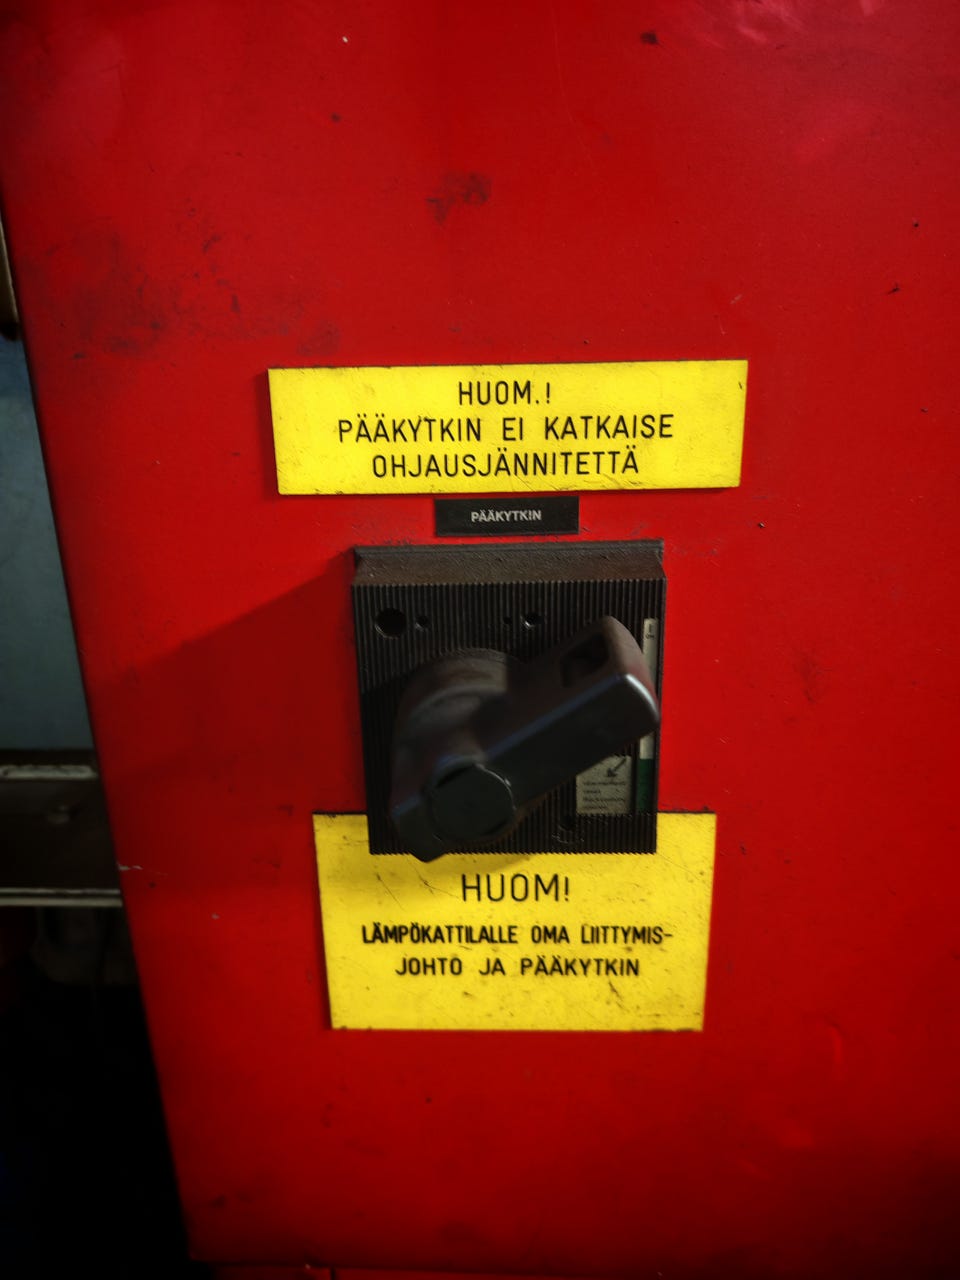 HUOM.!
PÄÄKYTKIN EI KATKAISE
OHJAUSJÄNNITETTÄ
PÄÄKYTKIN
HUOM!
LÄMPÖKATTILALLE OMA LIITTYMIS-
JOHTO JA PÄÄKYTKIN